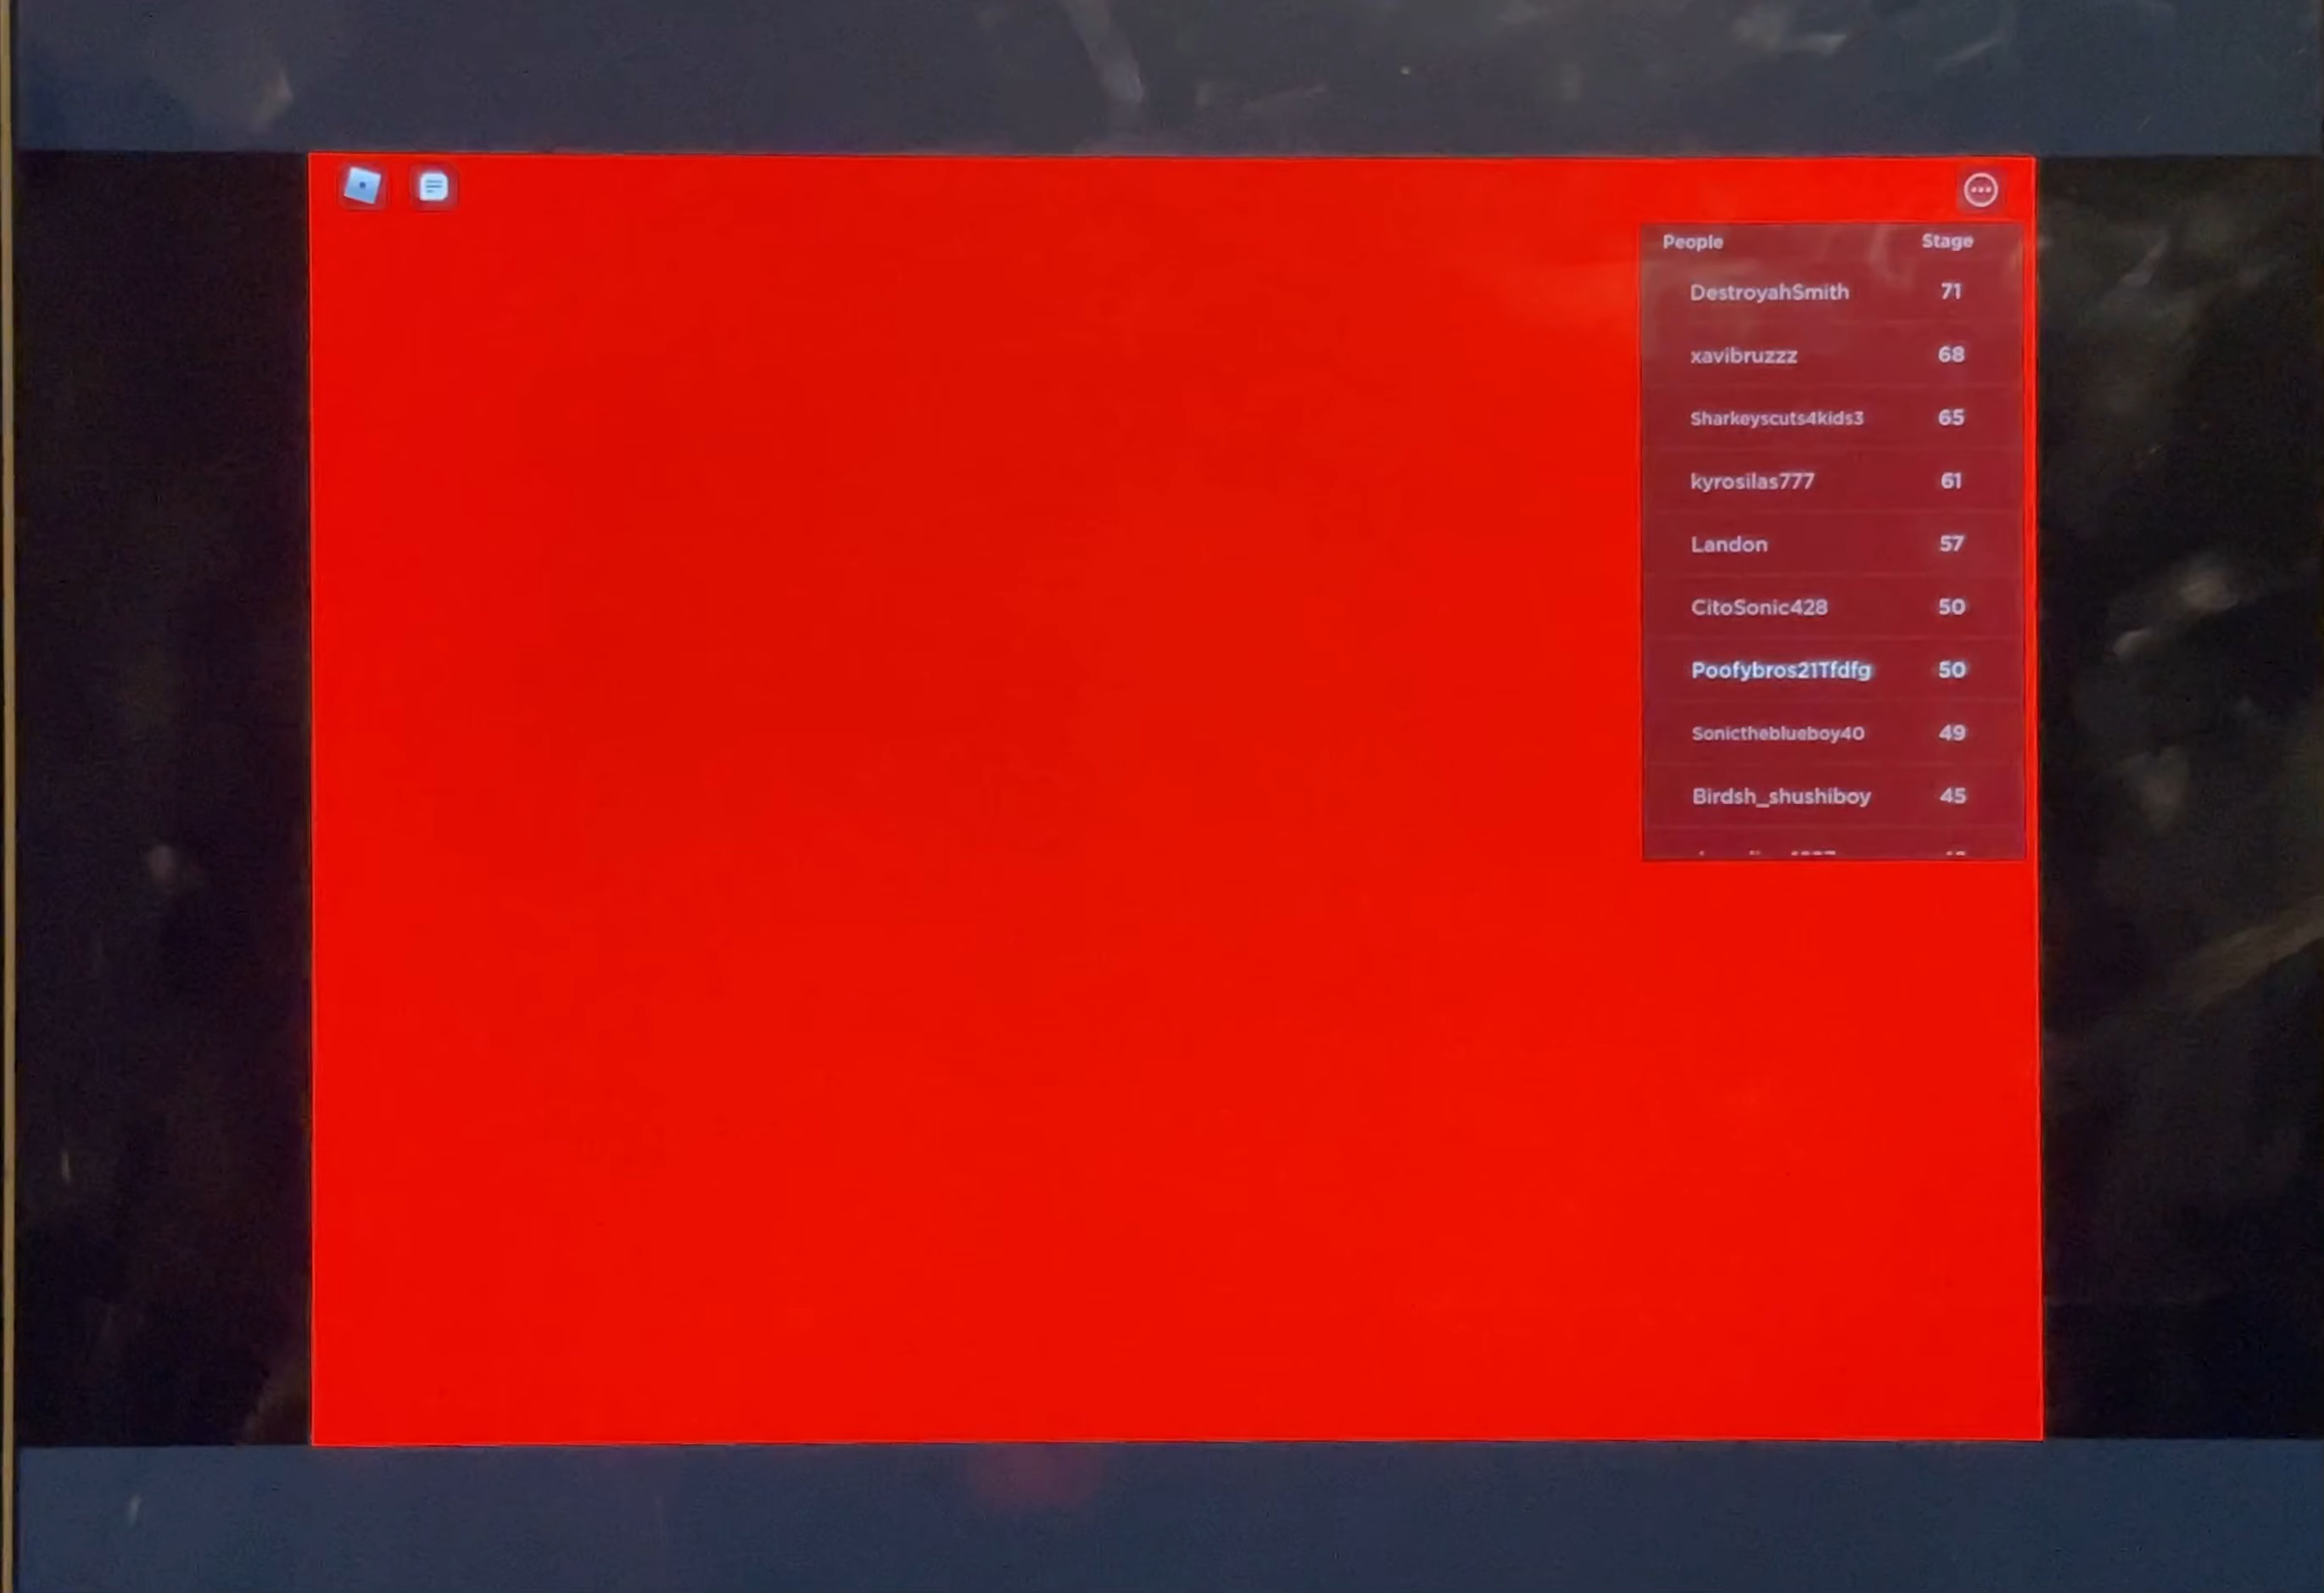 People Stage
DestroyahSmith 71
xavibruzzz 68
Sharkeyscuts4kids3 65
kyrosilas777 61
Landon 57
CitoSonic428 50
Poofybros21Tfdfg 50
Sonictheblueboy40 49
Birdsh_shushiboy 45